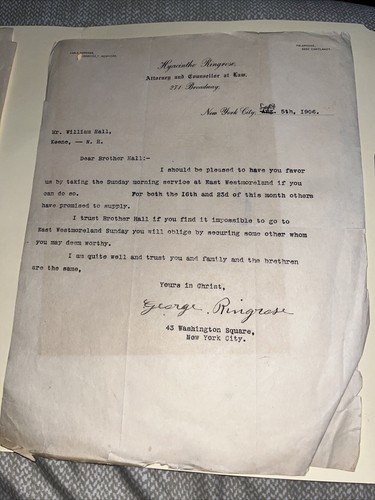 Hyacinthe Ringrose,
Attorney and Counsellor at Law.
273 Broadway.
New York City, Sept. 5th, 1906.
Mr. William Hall,
Keene, — N. H.
Dear Brother Hall:-
I should be pleased to have you favor
us by taking the Sunday morning service at East Westmoreland if you
can do so. For both the 16th and 23d of this month others
have promised to supply.
I trust Brother Hall if you find it impossible to go to
East Westmoreland Sunday you will oblige by securing some other whom
you may deem worthy.
I am quite well and trust you and family and the brethren
are the same,
Yours in Christ,
George Ringrose
43 Washington Square,
New York City.